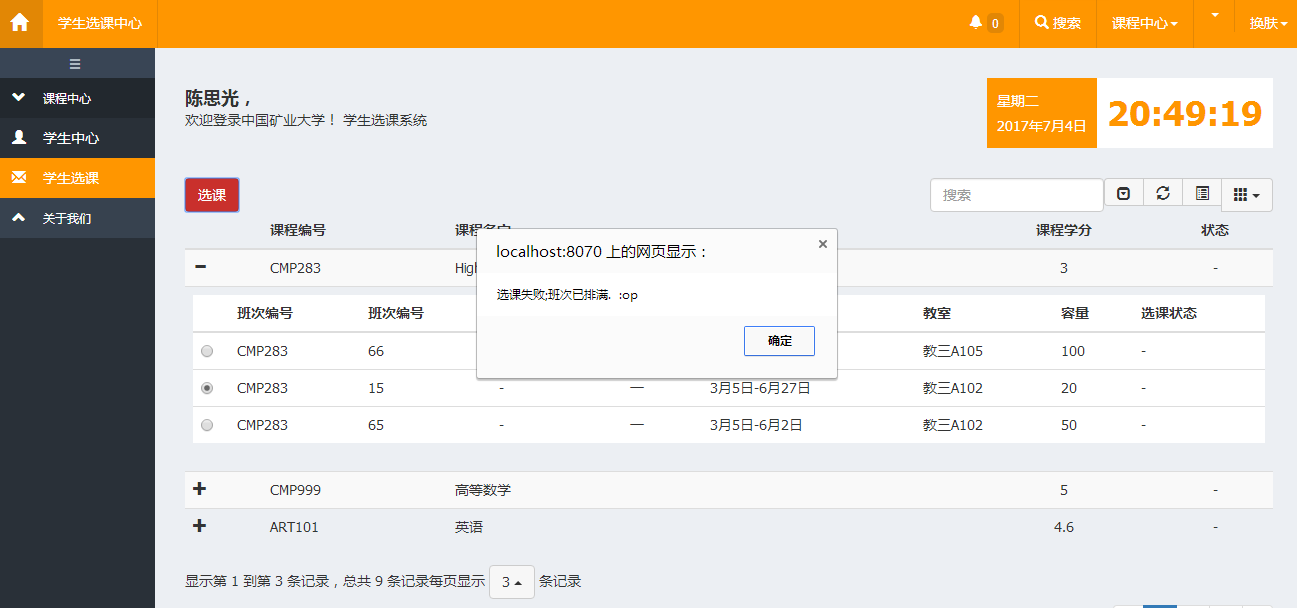 学生选课中心 0 搜索 课程中心 换肤
课程中心
学生中心
学生选课
关于我们
陈思光，
欢迎登录中国矿业大学！ 学生选课系统
星期二
2017年7月4日
20:49:19
选课
搜索
课程编号 课程学分 状态
CMP283 High 3 -
localhost:8070 上的网页显示：
选课失败;班次已排满. :op
确定
班次编号 班次编号 教室 容量 选课状态
CMP283 66 教三A105 100 -
CMP283 15 - — 3月5日-6月27日 教三A102 20 -
CMP283 65 - — 3月5日-6月2日 教三A102 50 -
CMP999 高等数学 5 -
ART101 英语 4.6 -
显示第 1 到第 3 条记录，总共 9 条记录每页显示 3 条记录